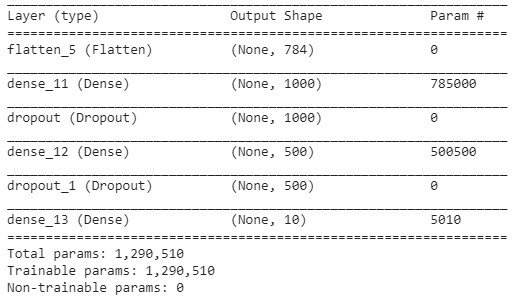 Layer (type) Output Shape Param #
flatten_5 (Flatten) (None, 784) 0
dense_11 (Dense) (None, 1000) 785000
dropout (Dropout) (None, 1000) 0
dense_12 (Dense) (None, 500) 500500
dropout_1 (Dropout) (None, 500) 0
dense_13 (Dense) (None, 10) 5010
Total params: 1,290,510
Trainable params: 1,290,510
Non-trainable params: 0